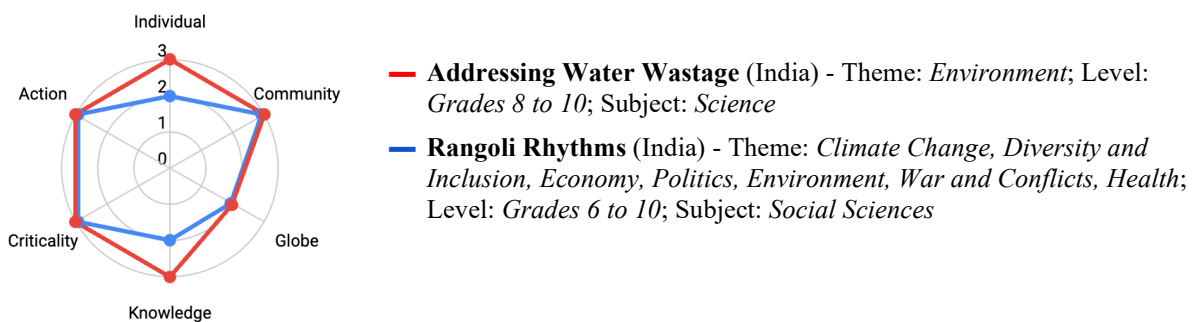 Individual
3
Action
2
Community
1
0
Criticality
Globe
Knowledge
Addressing Water Wastage (India) - Theme: Environment; Level:
Grades 8 to 10; Subject: Science
Rangoli Rhythms (India) - Theme: Climate Change, Diversity and
Inclusion, Economy, Politics, Environment, War and Conflicts, Health;
Level: Grades 6 to 10; Subject: Social Sciences